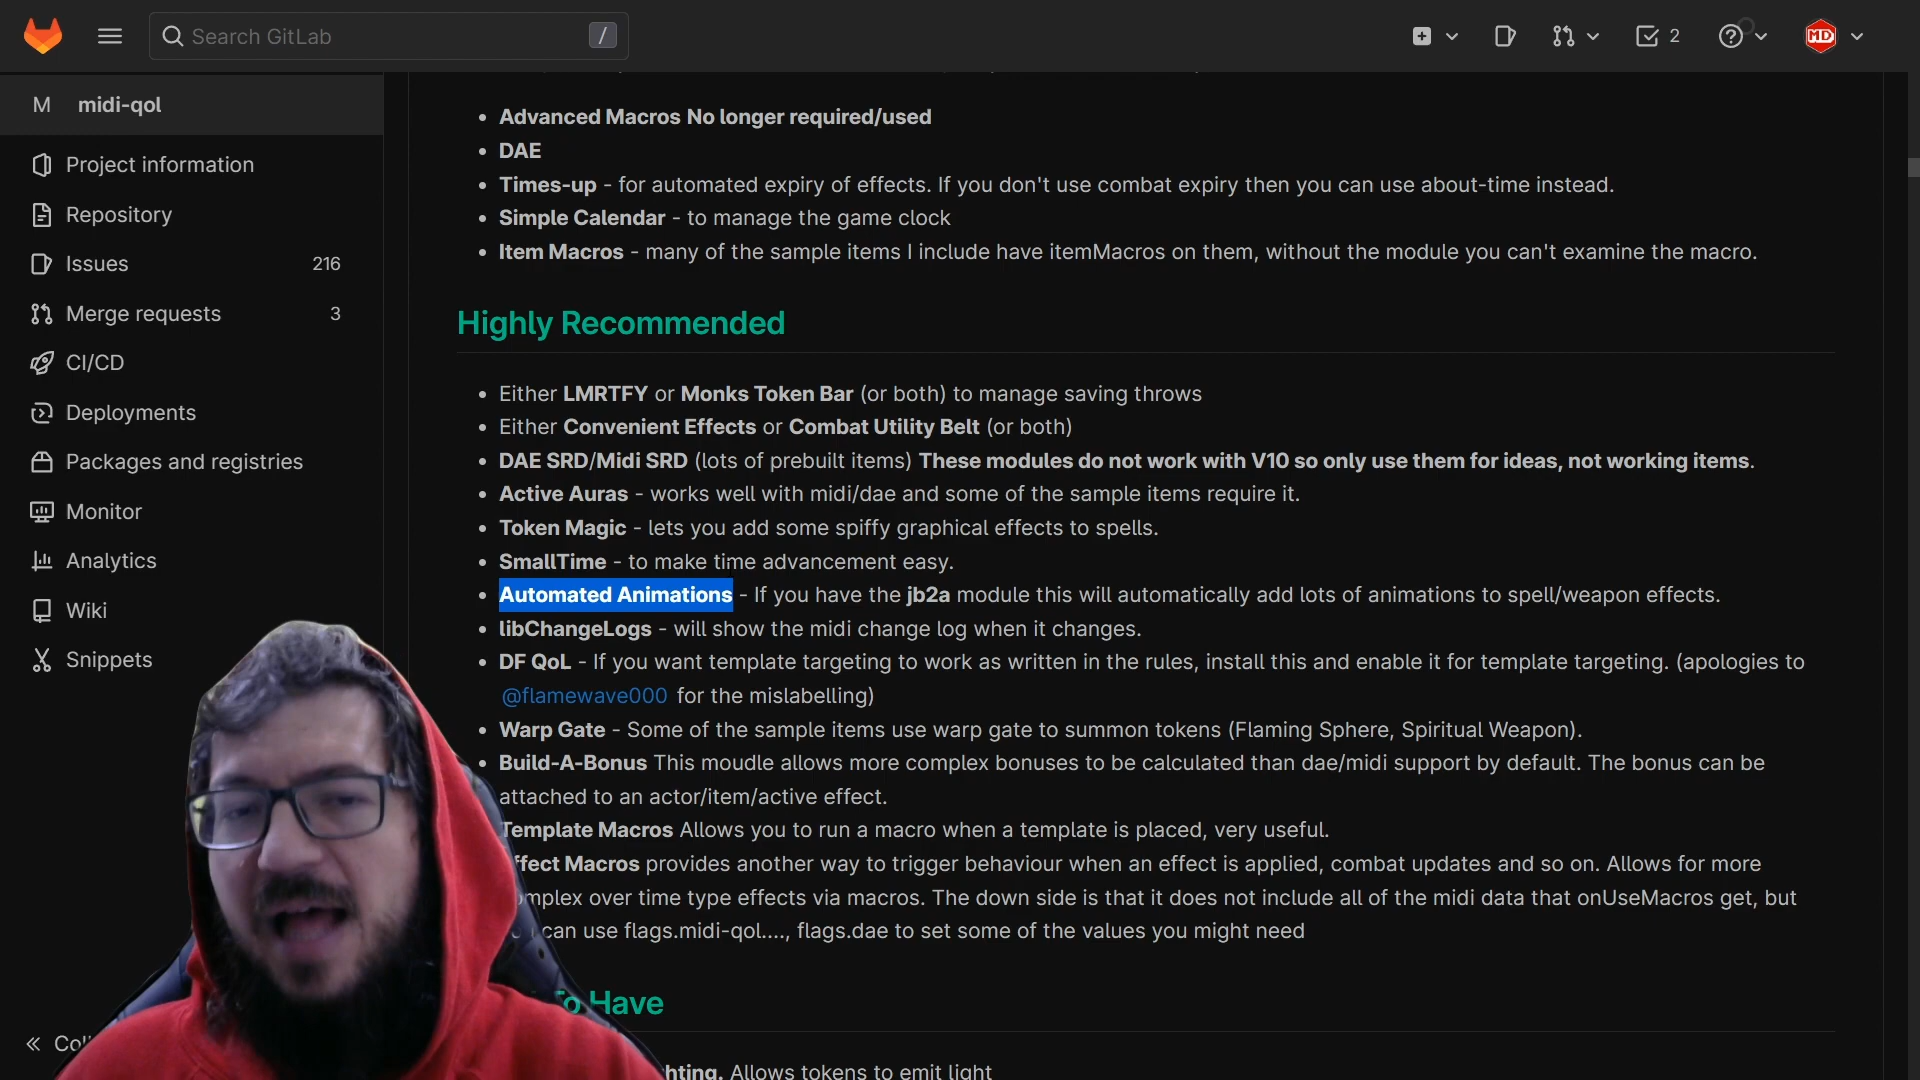 Search GitLab
/
2
MD
M midi-qol
Project information
Repository
Issues 216
Merge requests 3
CI/CD
Deployments
Packages and registries
Monitor
Analytics
Wiki
Snippets
Advanced Macros No longer required/used
DAE
Times-up - for automated expiry of effects. If you don't use combat expiry then you can use about-time instead.
Simple Calendar - to manage the game clock
Item Macros - many of the sample items I include have itemMacros on them, without the module you can't examine the macro.
Highly Recommended
Either LMRTFY or Monks Token Bar (or both) to manage saving throws
Either Convenient Effects or Combat Utility Belt (or both)
DAE SRD/Midi SRD (lots of prebuilt items) These modules do not work with V10 so only use them for ideas, not working items.
Active Auras - works well with midi/dae and some of the sample items require it.
Token Magic - lets you add some spiffy graphical effects to spells.
SmallTime - to make time advancement easy.
Automated Animations - If you have the jb2a module this will automatically add lots of animations to spell/weapon effects.
libChangeLogs - will show the midi change log when it changes.
DF QoL - If you want template targeting to work as written in the rules, install this and enable it for template targeting. (apologies to
@flamewave000 for the mislabelling)
Warp Gate - Some of the sample items use warp gate to summon tokens (Flaming Sphere, Spiritual Weapon).
Build-A-Bonus This moudle allows more complex bonuses to be calculated than dae/midi support by default. The bonus can be
attached to an actor/item/active effect.
Template Macros Allows you to run a macro when a template is placed, very useful.
ffect Macros provides another way to trigger behaviour when an effect is applied, combat updates and so on. Allows for more
mplex over time type effects via macros. The down side is that it does not include all of the midi data that onUseMacros get, but
can use flags.midi-qol...., flags.dae to set some of the values you might need
To Have
hting. Allows tokens to emit light